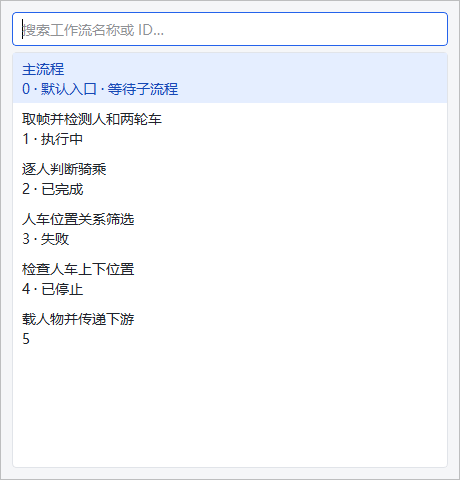 搜索工作流名称或 ID...
主流程
0 · 默认入口 · 等待子流程
取帧并检测人和两轮车
1 · 执行中
逐人判断骑乘
2 · 已完成
人车位置关系筛选
3 · 失败
检查人车上下位置
4 · 已停止
载人物并传递下游
5